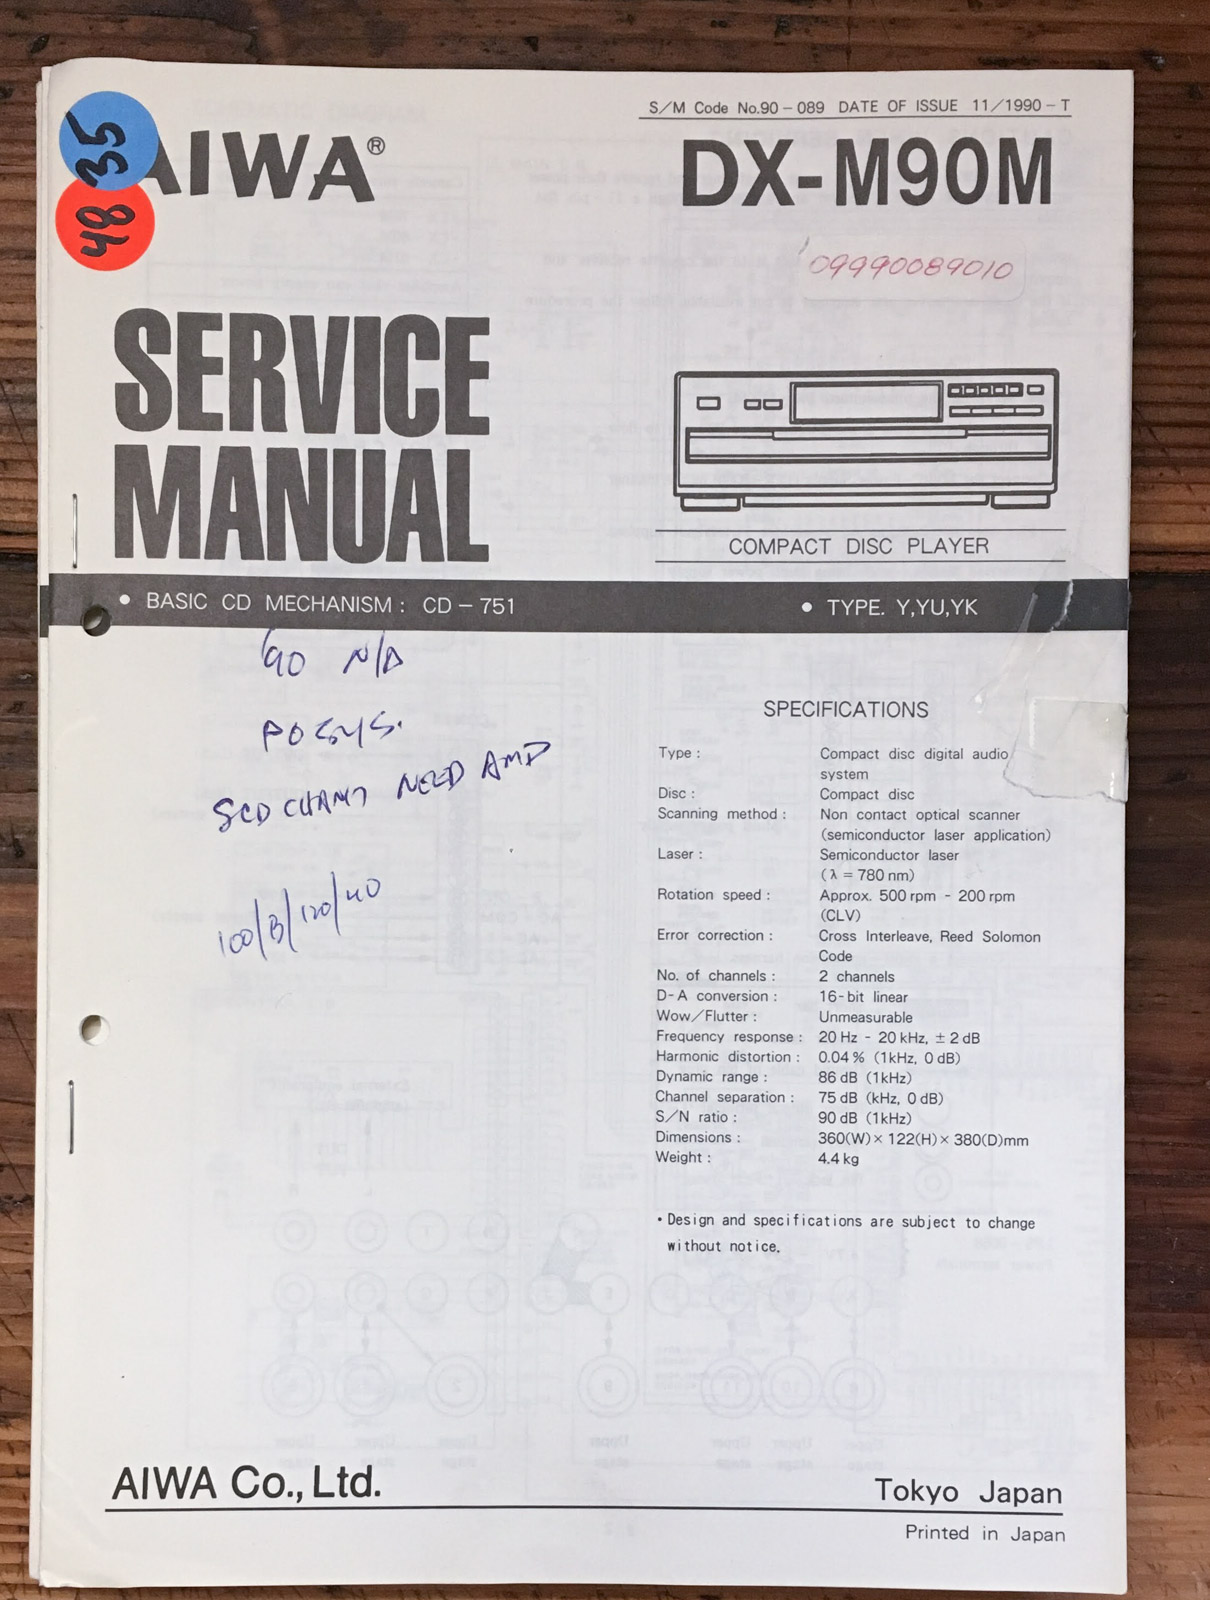 S/M Code No.90-089 DATE OF ISSUE 11/1990-T
35
48
AIWA®
DX-M90M
09990089010
SERVICE
MANUAL
COMPACT DISC PLAYER
• BASIC CD MECHANISM: CD-751
• TYPE. Y,YU,YK
90 N/A
NEED AMP
100/B/120/40
SPECIFICATIONS
Type: Compact disc digital audio
system
Disc: Compact disc
Scanning method: Non contact optical scanner
(semiconductor laser application)
Laser: Semiconductor laser
(λ = 780 nm)
Rotation speed: Approx. 500 rpm - 200 rpm
(CLV)
Error correction: Cross Interleave, Reed Solomon
Code
No. of channels: 2 channels
D-A conversion: 16-bit linear
Wow/Flutter: Unmeasurable
Frequency response: 20 Hz - 20 kHz, ± 2 dB
Harmonic distortion: 0.04 % (1kHz, 0 dB)
Dynamic range: 86 dB (1kHz)
Channel separation: 75 dB (kHz, 0 dB)
S/N ratio: 90 dB (1kHz)
Dimensions: 360(W) × 122(H) × 380(D)mm
Weight: 4.4 kg
• Design and specifications are subject to change
without notice.
AIWA Co., Ltd.
Tokyo Japan
Printed in Japan